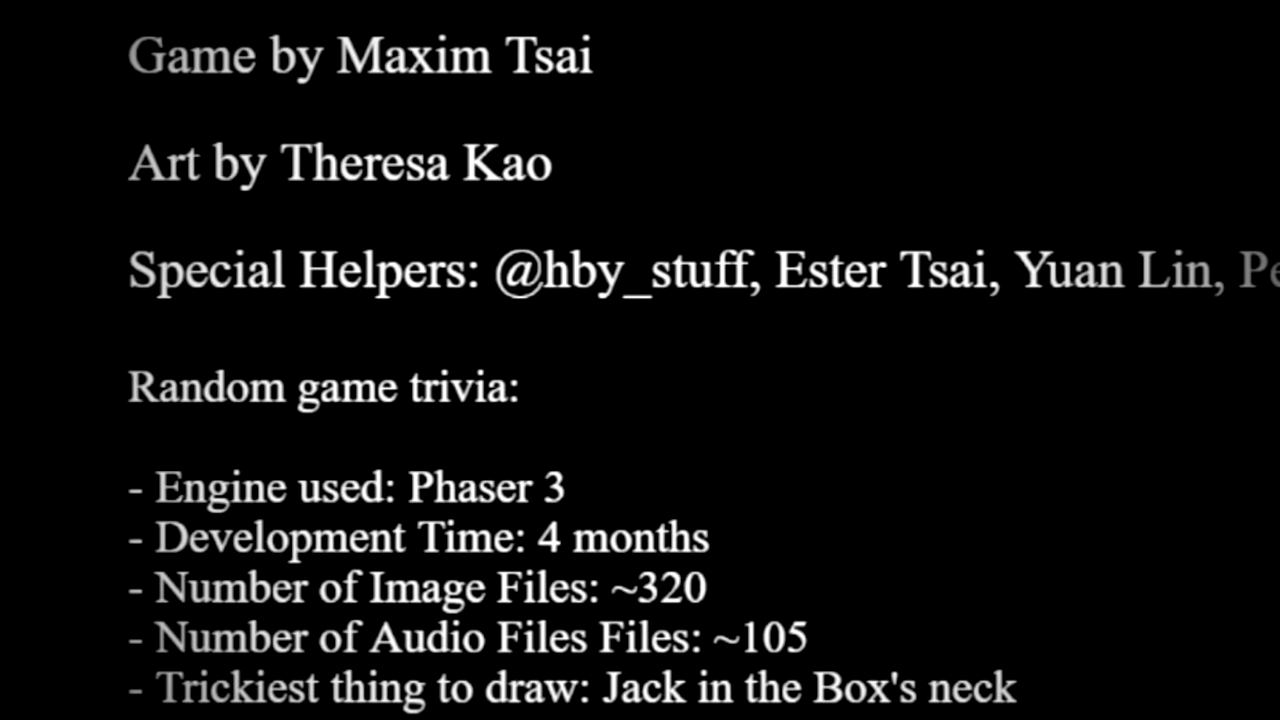 Game by Maxim Tsai
Art by Theresa Kao
Special Helpers: @hby_stuff, Ester Tsai, Yuan Lin,
Random game trivia:
- Engine used: Phaser 3
- Development Time: 4 months
- Number of Image Files: ~320
- Number of Audio Files Files: ~105
- Trickiest thing to draw: Jack in the Box's neck